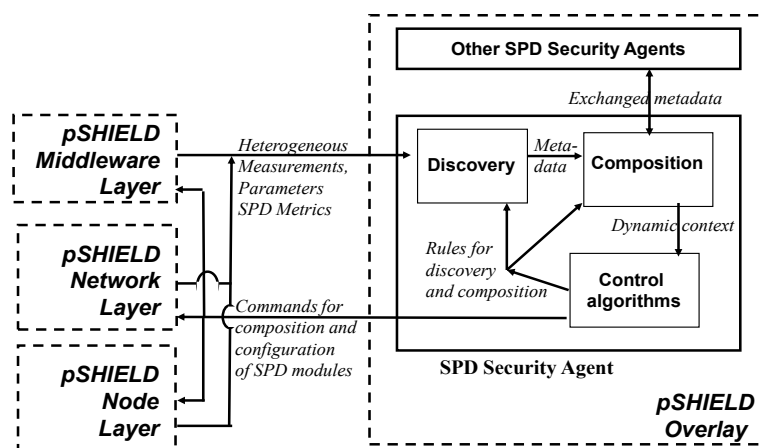 Other SPD Security Agents
Exchanged metadata
pSHIELD
Middleware
Layer
Heterogeneous
Measurements,
Parameters
SPD Metrics
Discovery
Meta-
data
Composition
Dynamic context
pSHIELD
Network
Layer
Rules for
discovery
and composition
Control
algorithms
Commands for
composition and
configuration
of SPD modules
SPD Security Agent
pSHIELD
Node
Layer
pSHIELD
Overlay